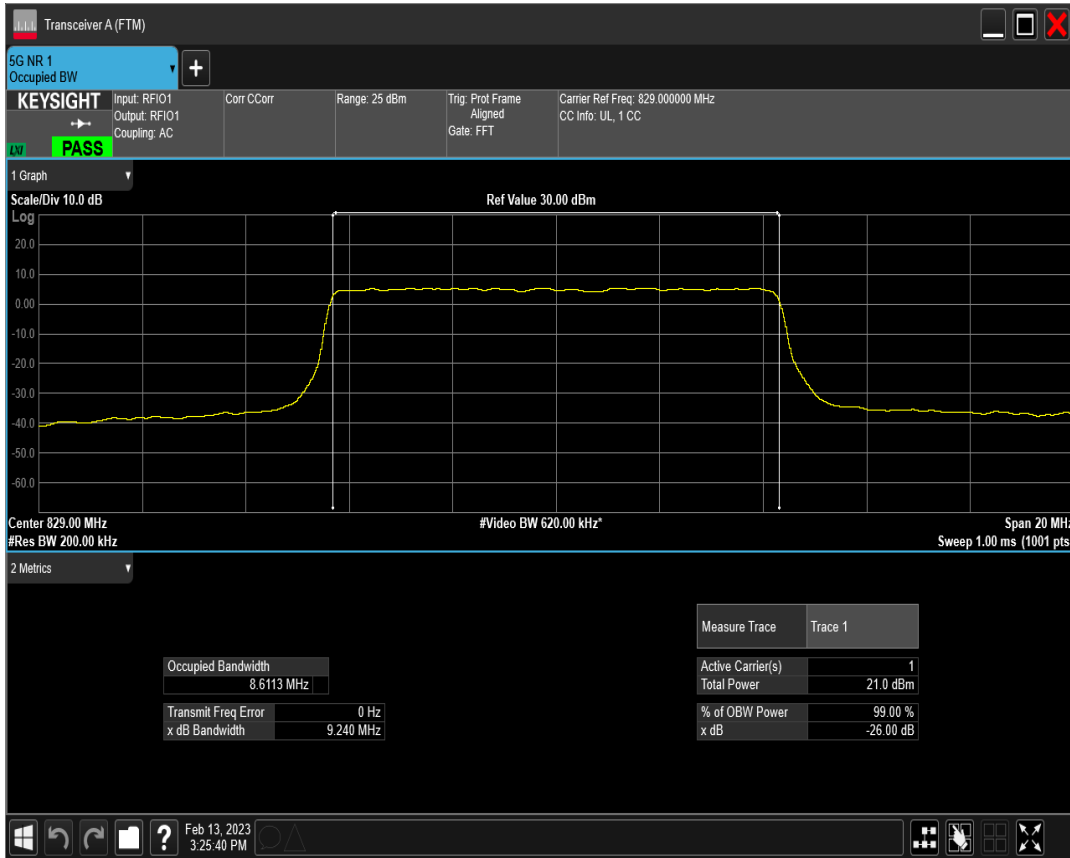 Transceiver A (FTM)
5G NR 1
Occupied BW
+
KEYSIGHT
LXI
PASS
Input: RFIO1
Output: RFIO1
Coupling: AC
Corr CCorr
Range: 25 dBm
Trig: Prot Frame
Aligned
Gate: FFT
Carrier Ref Freq: 829.000000 MHz
CC Info: UL, 1 CC
1 Graph
Scale/Div 10.0 dB
Ref Value 30.00 dBm
Log
20.0
10.0
0.00
-10.0
-20.0
-30.0
-40.0
-50.0
-60.0
Center 829.00 MHz
#Video BW 620.00 kHz*
Span 20 MHz
#Res BW 200.00 kHz
Sweep 1.00 ms (1001 pts
2 Metrics
Measure Trace Trace 1
Occupied Bandwidth
8.6113 MHz
Active Carrier(s) 1
Total Power 21.0 dBm
Transmit Freq Error 0 Hz
x dB Bandwidth 9.240 MHz
% of OBW Power 99.00 %
x dB -26.00 dB
?
Feb 13, 2023
3:25:40 PM